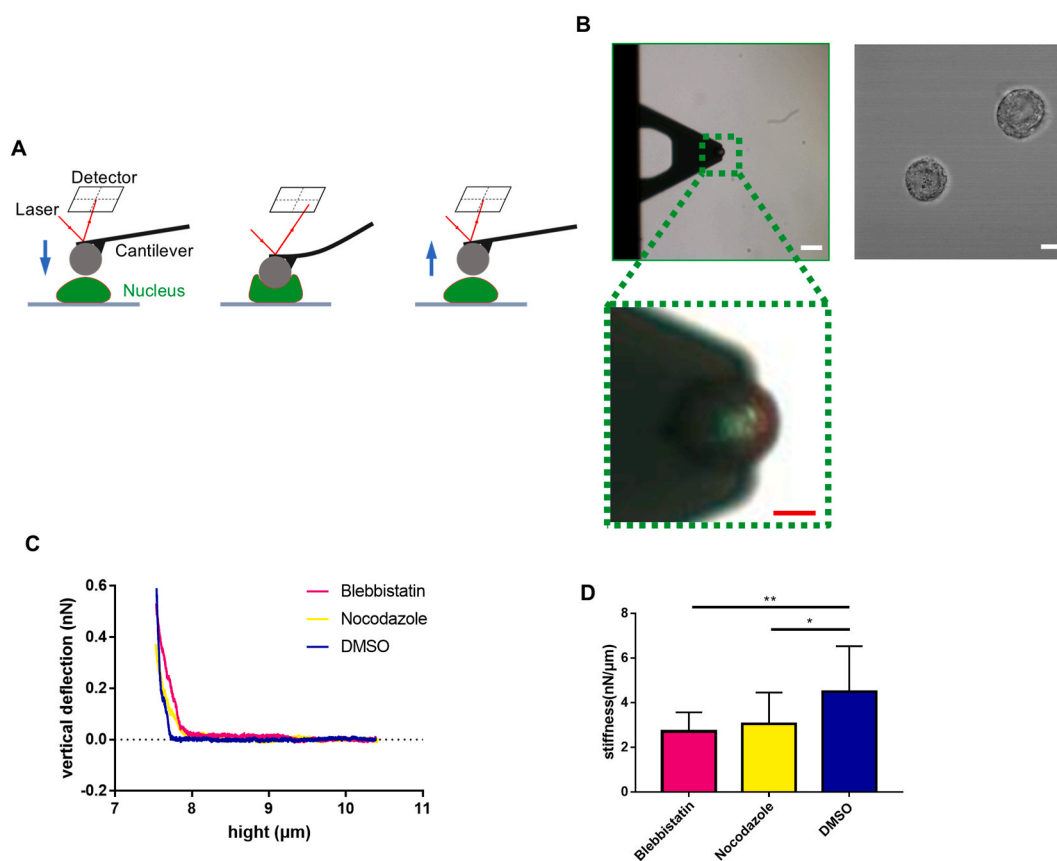 A
Detector
Laser
Cantilever
Nucleus
B
C
vertical deflection (nN)
0.6
0.4
0.2
0.0
-0.2
7
8
9
10
11
hight (µm)
Blebbistatin
Nocodazole
DMSO
D
stiffness(nN/µm)
8
6
4
2
0
**
*
Blebbistatin
Nocodazole
DMSO